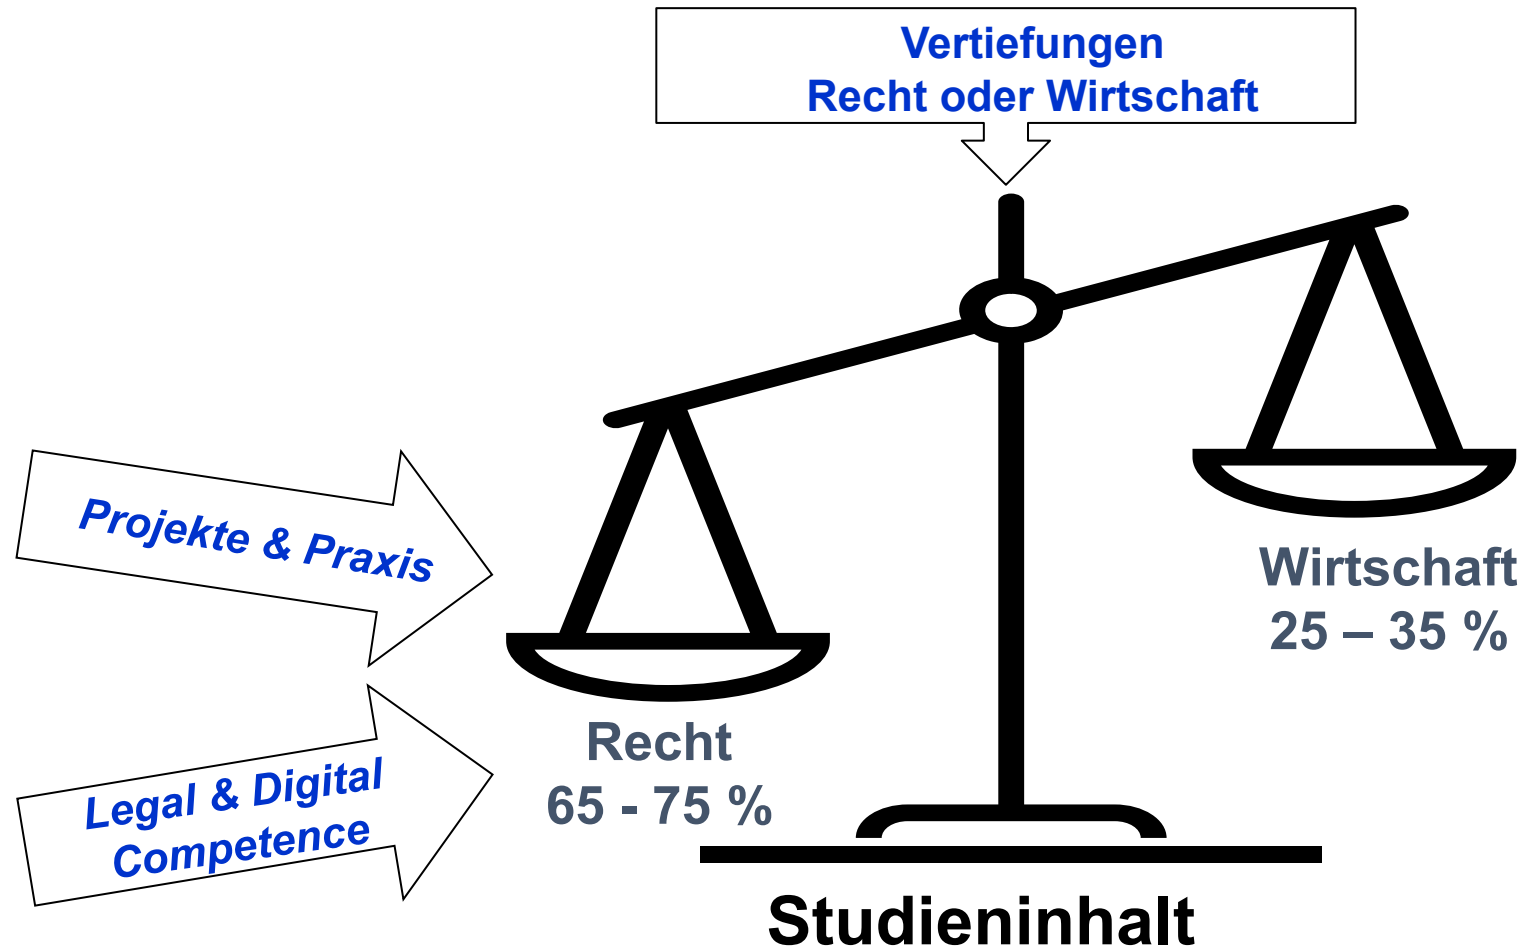 Vertiefungen
Recht oder Wirtschaft
Projekte & Praxis
Wirtschaft
25 – 35 %
Recht
65 - 75 %
Legal & Digital
Competence
Studieninhalt